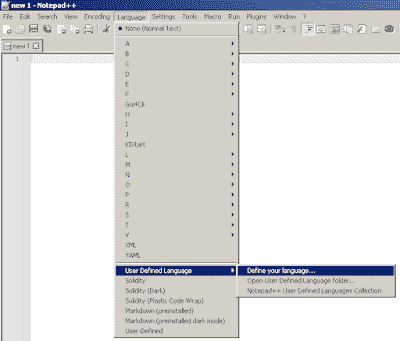 new 1 - Notepad++
File Edit Search View Encoding Language Settings Tools Macro Run Plugins Window ?
new 1
1
None (Normal Text)
A
B
C
D
E
F
Gui4Cli
H
I
J
KIXtart
L
M
N
O
P
R
S
T
V
XML
YAML
User Defined Language
Define your language...
Solidity
Open User Defined Language folder...
Solidity (Dark)
Notepad++ User Defined Languages Collection
Solidity (Plastic Code Wrap)
Markdown (preinstalled)
Markdown (preinstalled dark mode)
User-Defined